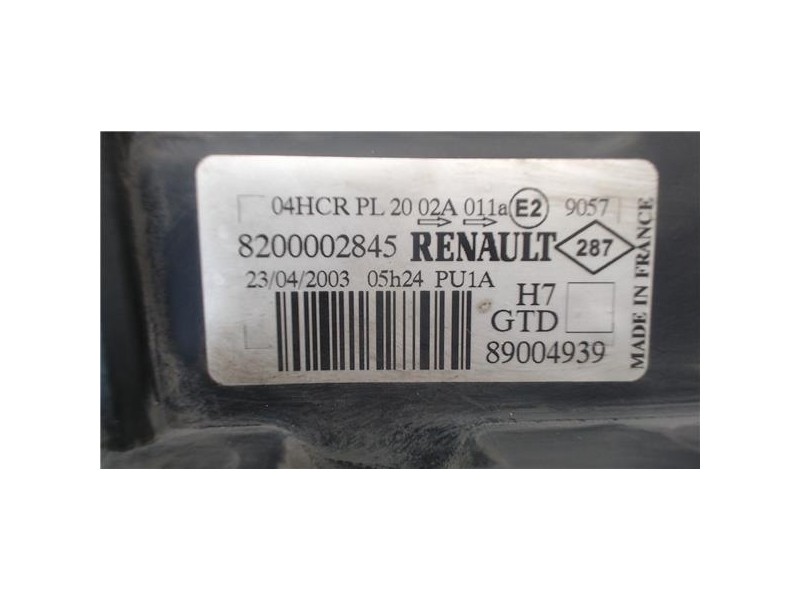 04HCR PL 20 02A 011a E2 9057
8200002845 RENAULT 287
23/04/2003 05h24 PU1A
H7
GTD
89004939
MADE IN FRANCE